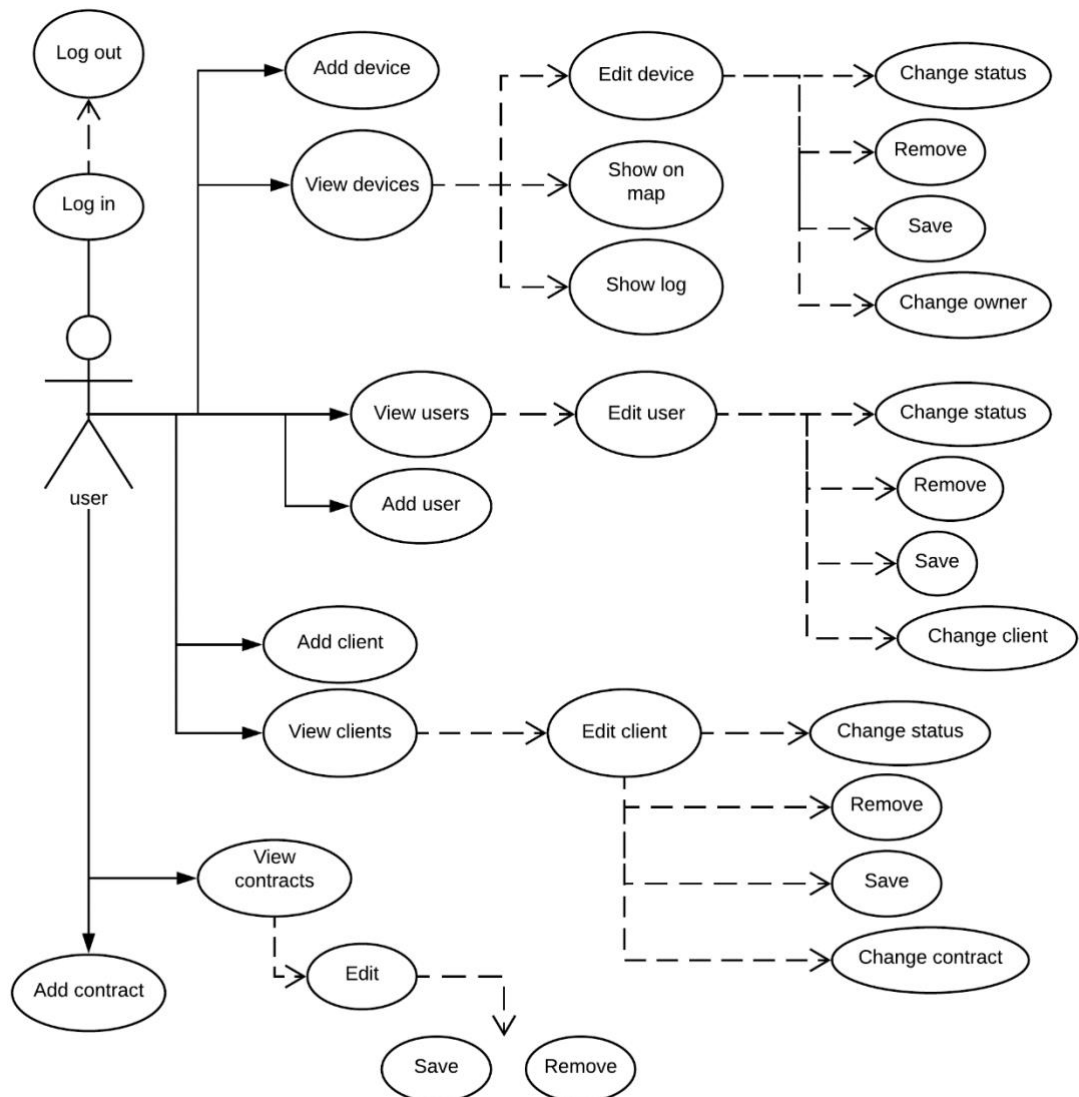 Log out
Add device
Edit device
Change status
Remove
View devices
Show on
map
Log in
Save
Show log
Change owner
View users
Edit user
Change status
user
Add user
Remove
Save
Add client
Change client
View clients
Edit client
Change status
Remove
View
contracts
Save
Change contract
Edit
Add contract
Save
Remove